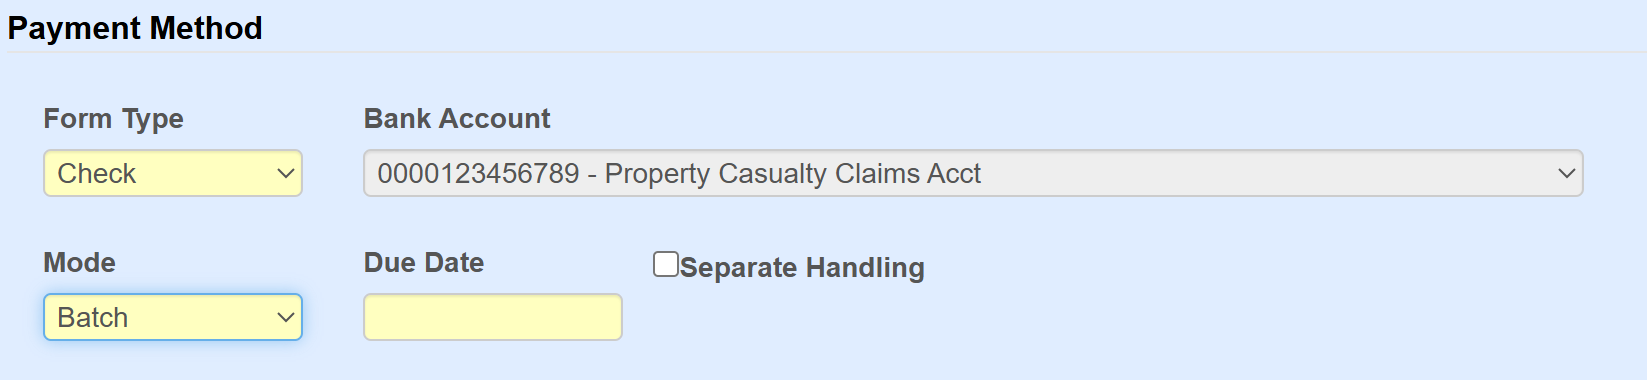 Payment Method
Form Type
Bank Account
Check
0000123456789 - Property Casualty Claims Acct
Mode
Due Date
Separate Handling
Batch